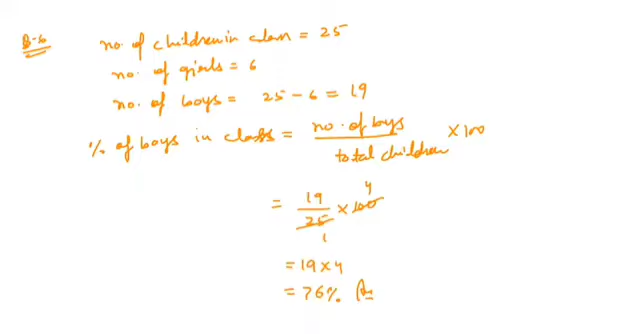 Q-6 no. of children in class = 25
no. of girls = 6
no. of boys = 25 - 6 = 19
% of boys in class = no. of boys / total children × 100
= 19/25 × 100 4
1
= 19 × 4
= 76% Ans